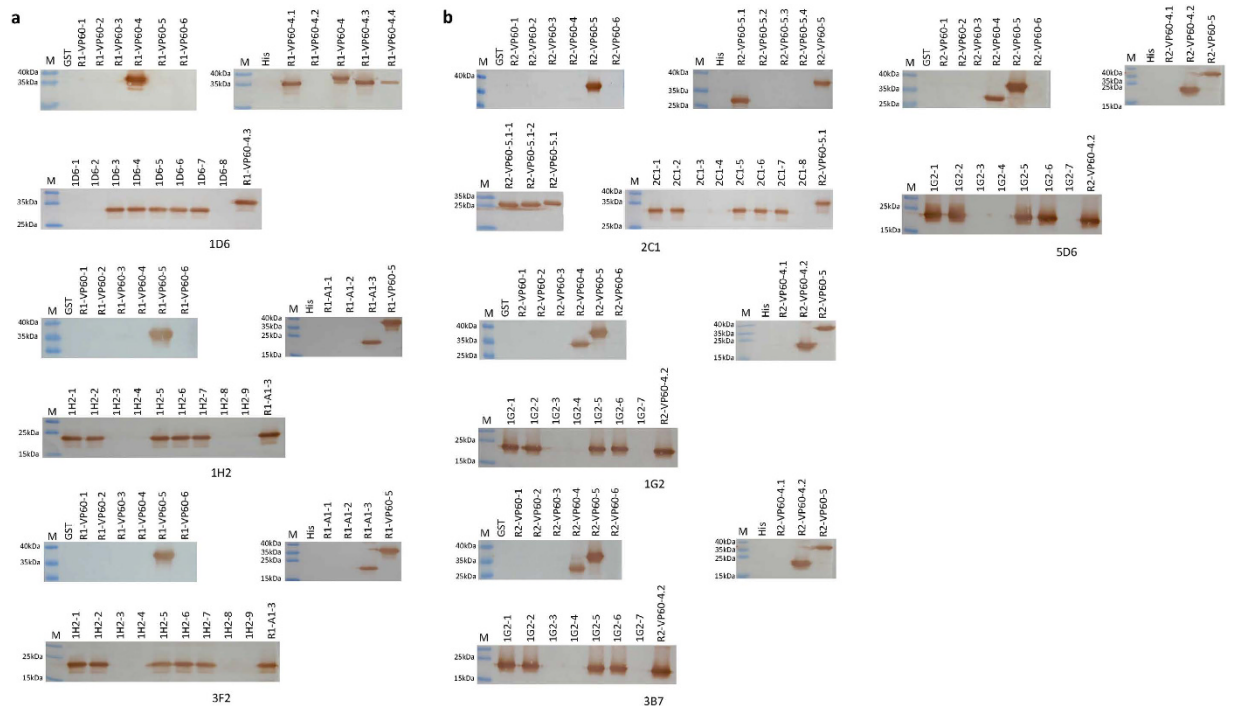 a
M GST R1-VP60-1 R1-VP60-2 R1-VP60-3 R1-VP60-4 R1-VP60-5 R1-VP60-6
40kDa
35kDa
M His R1-VP60-4.1 R1-VP60-4.2 R1-VP60-4 R1-VP60-4.3 R1-VP60-4.4
40kDa
35kDa
M 1D6-1 1D6-2 1D6-3 1D6-4 1D6-5 1D6-6 1D6-7 1D6-8 R1-VP60-4.3
35kDa
25kDa
1D6
M GST R1-VP60-1 R1-VP60-2 R1-VP60-3 R1-VP60-4 R1-VP60-5 R1-VP60-6
40kDa
35kDa
M His R1-A1-1 R1-A1-2 R1-A1-3 R1-VP60-5
40kDa
35kDa
25kDa
15kDa
M 1H2-1 1H2-2 1H2-3 1H2-4 1H2-5 1H2-6 1H2-7 1H2-8 1H2-9 R1-A1-3
25kDa
15kDa
1H2
M GST R1-VP60-1 R1-VP60-2 R1-VP60-3 R1-VP60-4 R1-VP60-5 R1-VP60-6
40kDa
35kDa
M His R1-A1-1 R1-A1-2 R1-A1-3 R1-VP60-5
40kDa
35kDa
25kDa
15kDa
M 1H2-1 1H2-2 1H2-3 1H2-4 1H2-5 1H2-6 1H2-7 1H2-8 1H2-9 R1-A1-3
25kDa
15kDa
3F2
b
M GST R2-VP60-1 R2-VP60-2 R2-VP60-3 R2-VP60-4 R2-VP60-5 R2-VP60-6
40kDa
M His R2-VP60-5.1 R2-VP60-5.2 R2-VP60-5.3 R2-VP60-5.4 R2-VP60-5
40kDa
35kDa
25kDa
M R2-VP60-5.1-1 R2-VP60-5.1-2 R2-VP60-5.1
35kDa
25kDa
M 2C1-1 2C1-2 2C1-3 2C1-4 2C1-5 2C1-6 2C1-7 2C1-8 R2-VP60-5.1
35kDa
25kDa
2C1
M GST R2-VP60-1 R2-VP60-2 R2-VP60-3 R2-VP60-4 R2-VP60-5 R2-VP60-6
40kDa
35kDa
25kDa
M His R2-VP60-4.1 R2-VP60-4.2 R2-VP60-5
40kDa
35kDa
25kDa
15kDa
M 1G2-1 1G2-2 1G2-3 1G2-4 1G2-5 1G2-6 1G2-7 R2-VP60-4.2
25kDa
15kDa
1G2
M GST R2-VP60-1 R2-VP60-2 R2-VP60-3 R2-VP60-4 R2-VP60-5 R2-VP60-6
40kDa
35kDa
25kDa
M His R2-VP60-4.1 R2-VP60-4.2 R2-VP60-5
40kDa
35kDa
25kDa
15kDa
M 1G2-1 1G2-2 1G2-3 1G2-4 1G2-5 1G2-6 1G2-7 R2-VP60-4.2
25kDa
15kDa
3B7
M GST R2-VP60-1 R2-VP60-2 R2-VP60-3 R2-VP60-4 R2-VP60-5 R2-VP60-6
40kDa
35kDa
25kDa
M His R2-VP60-4.1 R2-VP60-4.2 R2-VP60-5
40kDa
35kDa
25kDa
15kDa
M 1G2-1 1G2-2 1G2-3 1G2-4 1G2-5 1G2-6 1G2-7 R2-VP60-4.2
25kDa
15kDa
5D6